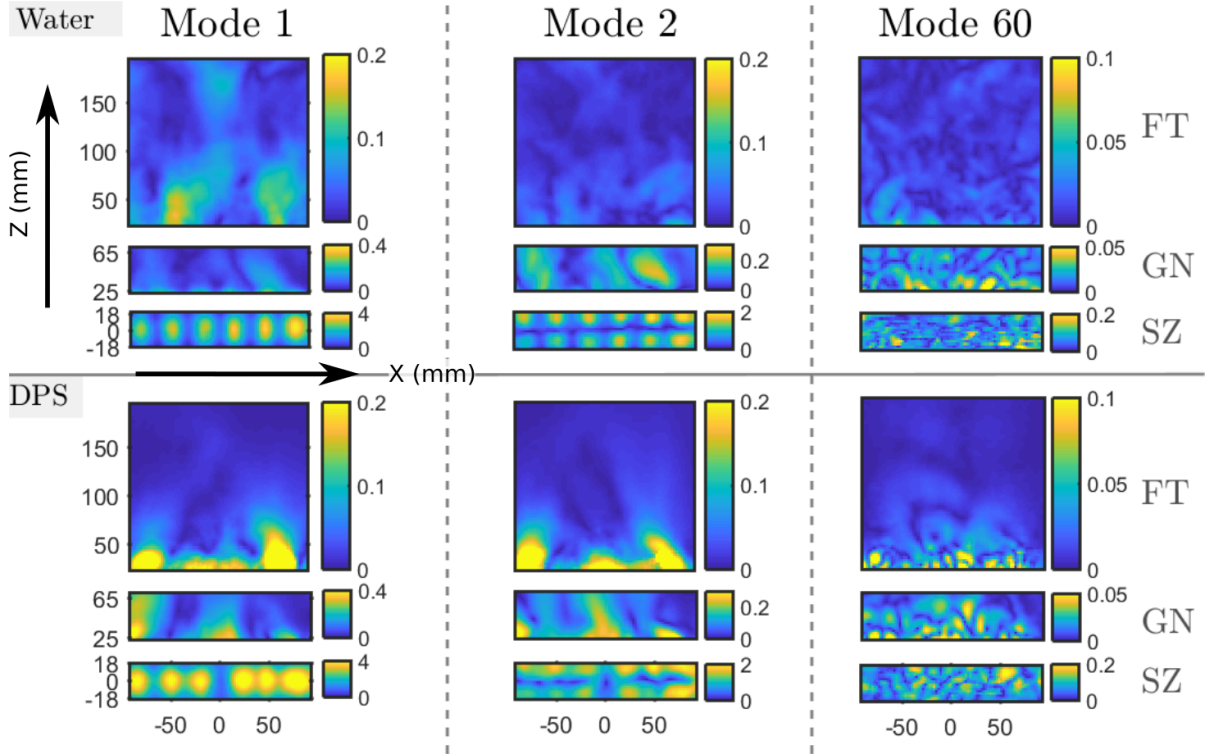 Water Mode 1 Mode 2 Mode 60
0.2 0.2 0.1
150
0.1 0.1 0.05 FT
100
50
0 0 0
Z (mm)
65 0.4 0.2 0.05 GN
25 0 0 0
18 4 2 0.2 SZ
0
-18 0 0 0
X (mm)
DPS
0.2 0.2 0.1
150
0.1 0.1 0.05 FT
100
50
0 0 0
65 0.4 0.2 0.05 GN
25 0 0 0
18 4 2 0.2 SZ
0
-18 0 0 0
-50 0 50 -50 0 50 -50 0 50